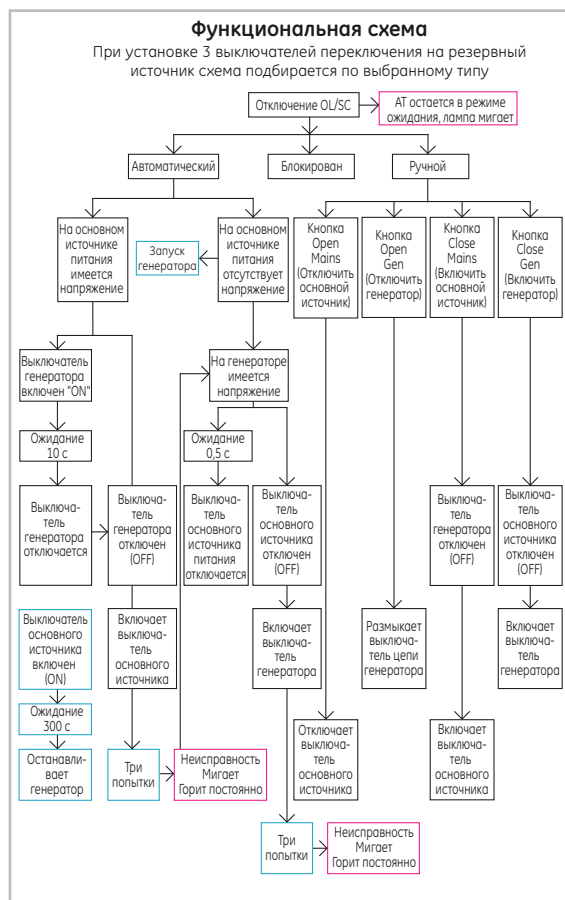 Функциональная схема
При установке 3 выключателей переключения на резервный
источник схема подбирается по выбранному типу
Отключение OL/SC
АТ остается в режиме
ожидания, лампа мигает
Автоматический
Блокирован
Ручной
На основном
источнике
питания
имеется
напряжение
Запуск
генератора
На основном
источнике
питания
отсутствует
напряжение
Кнопка
Open
Mains
(Отключить
основной
источник)
Кнопка
Open
Gen
(Отключить
генератор)
Кнопка
Close
Mains
(Включить
основной
источник)
Кнопка
Close
Gen
(Включить
генератор)
Выключатель
генератора
включен "ON"
На генераторе
имеется
напряжение
Ожидание
10 с
Ожидание
0,5 с
Выключа-
тель
генератора
отключается
Выключа-
тель
генератора
отключен
(OFF)
Выключа-
тель
основного
источника
питания
отключается
Выключа-
тель
основного
источника
отключен
(OFF)
Выключа-
тель
генератора
отключен
(OFF)
Выключа-
тель
основного
источника
отключен
(OFF)
Выключатель
основного
источника
включен
(ON)
Включает
выключа-
тель
основного
источника
Включает
выключа-
тель
генератора
Размыкает
выключа-
тель цепи
генератора
Включает
выключа-
тель
генератора
Ожидание
300 с
Останавли-
вает
генератор
Три
попытки
Неисправность
Мигает
Горит постоянно
Отключает
выключа-
тель
основного
источника
Включает
выключа-
тель
основного
источника
Три
попытки
Неисправность
Мигает
Горит постоянно